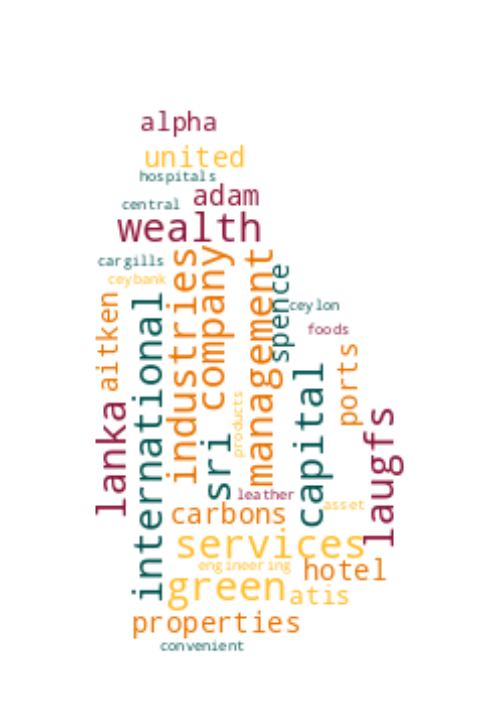 alpha
united
hospitals
adam
central
wealth
cargills
ceybank
industries
company
management
spence
ceylon
foods
aitken
international
ports
products
capital
lanka
sri
laugfs
leather
asset
carbons
services
engineering
hotel
green
atis
properties
convenient